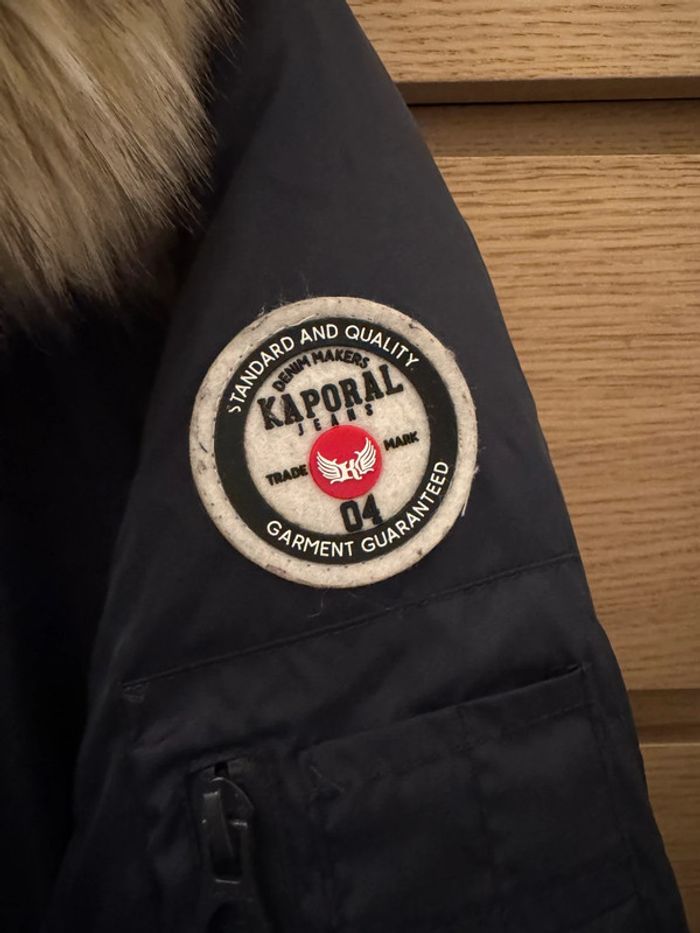 STANDARD AND QUALITY
DENIM MAKERS
KAPORAL
JEANS
TRADE MARK
K
04
GARMENT GUARANTEED